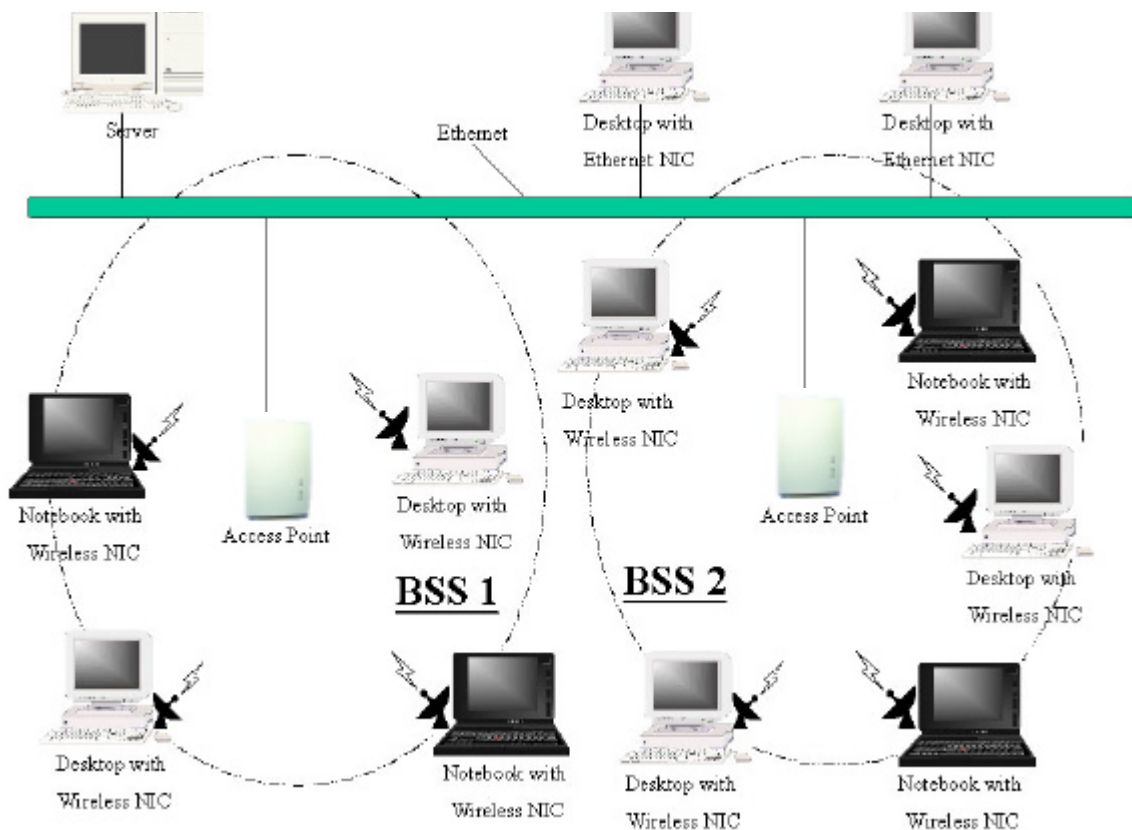 Server
Ethernet
Desktop with
Ethernet NIC
Desktop with
Ethernet NIC
Desktop with
Wireless NIC
Notebook with
Wireless NIC
Notebook with
Wireless NIC
Access Point
Desktop with
Wireless NIC
Access Point
Desktop with
Wireless NIC
BSS 1
BSS 2
Desktop with
Wireless NIC
Notebook with
Wireless NIC
Desktop with
Wireless NIC
Notebook with
Wireless NIC